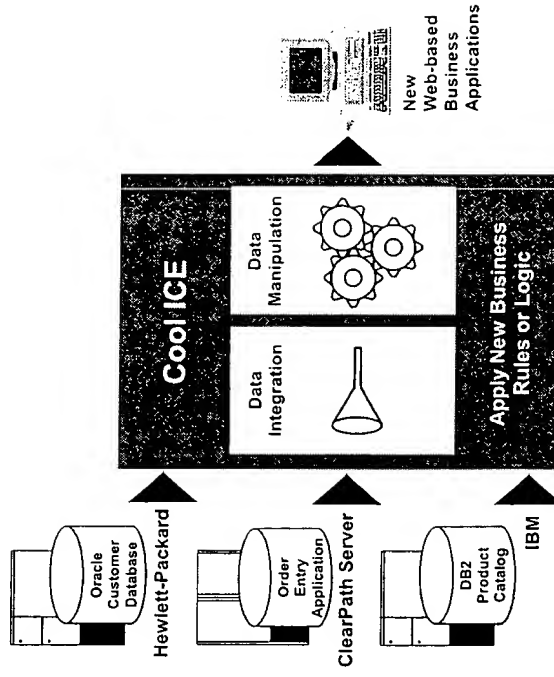 Oracle
Customer
Database
Hewlett-Packard
Order
Entry
Application
ClearPath Server
DB2
Product
Catalog
IBM
Cool ICE
Data
Integration
Data
Manipulation
Apply New Business
Rules or Logic
New
Web-based
Business
Applications